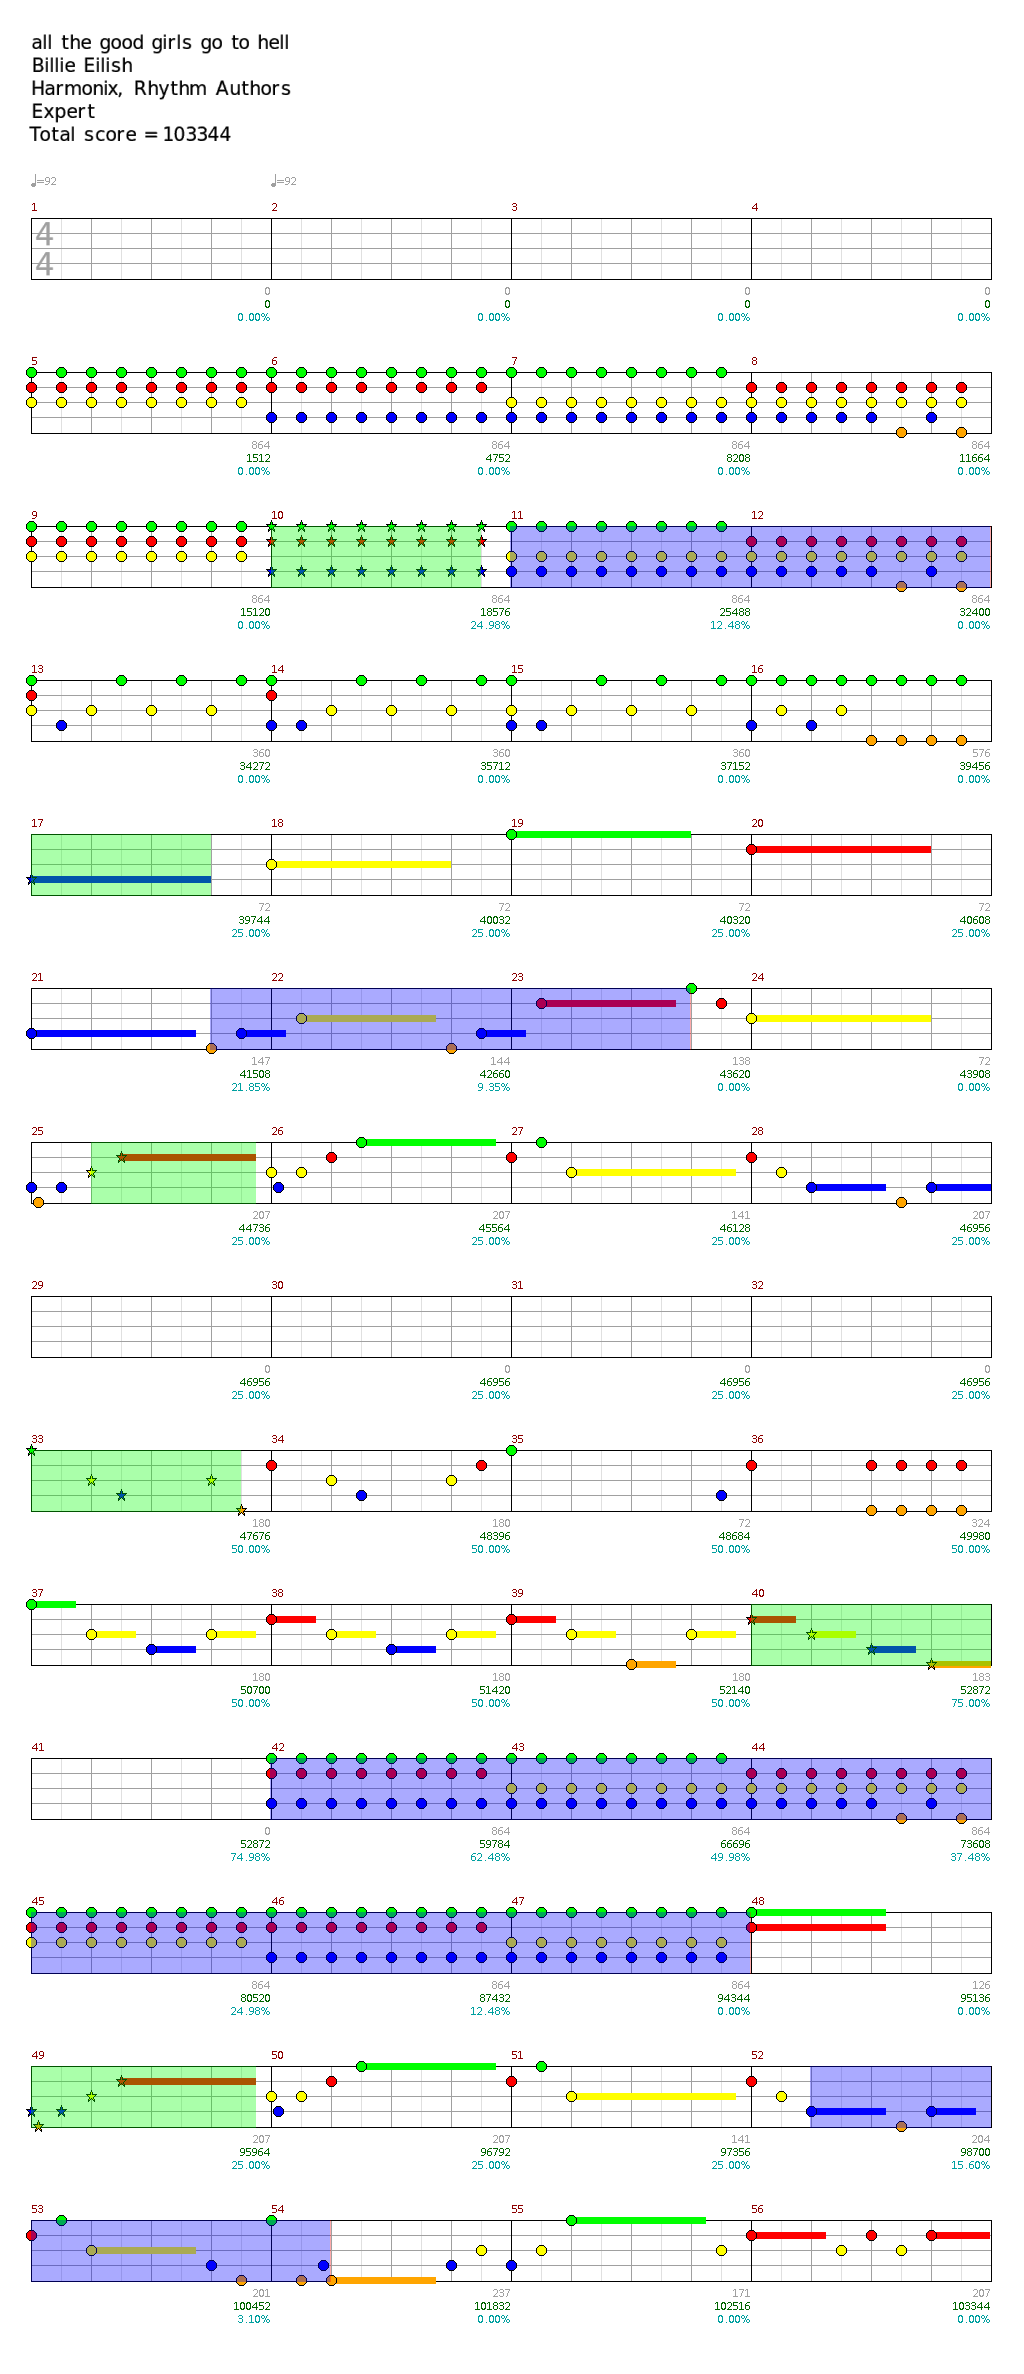 all the good girls go to hell
Billie Eilish
Harmonix, Rhythm Authors
Expert
Total score = 103344
♩=92 ♩=92
1 2 3 4
4
4
0 0 0 0
0 0 0 0
0.00% 0.00% 0.00% 0.00%
5 6 7 8
864 864 864 864
1512 4752 8208 11664
0.00% 0.00% 0.00% 0.00%
9 10 11 12
864 864 864 864
15120 18576 25488 32400
0.00% 24.98% 12.48% 0.00%
13 14 15 16
360 360 360 576
34272 35712 37152 39456
0.00% 0.00% 0.00% 0.00%
17 18 19 20
72 72 72 72
39744 40032 40320 40608
25.00% 25.00% 25.00% 25.00%
21 22 23 24
147 144 138 72
41508 42660 43620 43908
21.85% 9.35% 0.00% 0.00%
25 26 27 28
207 207 141 207
44736 45564 46128 46956
25.00% 25.00% 25.00% 25.00%
29 30 31 32
0 0 0 0
46956 46956 46956 46956
25.00% 25.00% 25.00% 25.00%
33 34 35 36
180 180 72 324
47676 48396 48684 49980
50.00% 50.00% 50.00% 50.00%
37 38 39 40
180 180 180 183
50700 51420 52140 52872
50.00% 50.00% 50.00% 75.00%
41 42 43 44
0 864 864 864
52872 59784 66696 73608
74.98% 62.48% 49.98% 37.48%
45 46 47 48
864 864 864 126
80520 87432 94344 95136
24.98% 12.48% 0.00% 0.00%
49 50 51 52
207 207 141 204
95964 96792 97356 98700
25.00% 25.00% 25.00% 15.60%
53 54 55 56
201 237 171 207
100452 101832 102516 103344
3.10% 0.00% 0.00% 0.00%